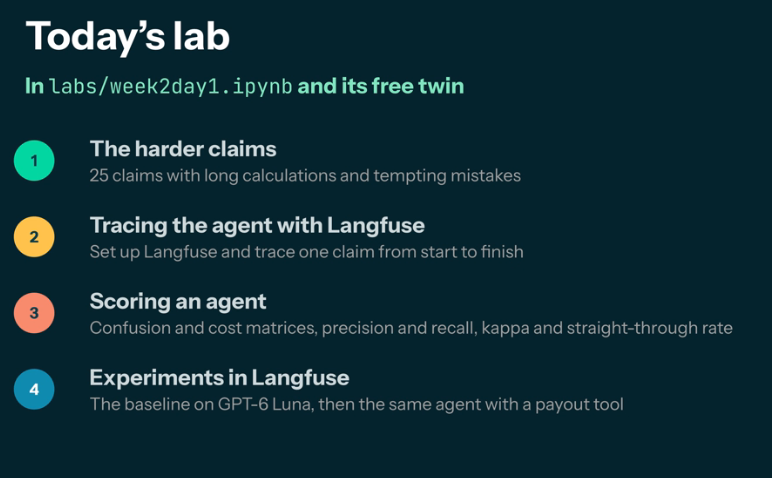 Today's lab
In labs/week2day1.ipynb and its free twin
1
The harder claims
25 claims with long calculations and tempting mistakes
2
Tracing the agent with Langfuse
Set up Langfuse and trace one claim from start to finish
3
Scoring an agent
Confusion and cost matrices, precision and recall, kappa and straight-through rate
4
Experiments in Langfuse
The baseline on GPT-6 Luna, then the same agent with a payout tool